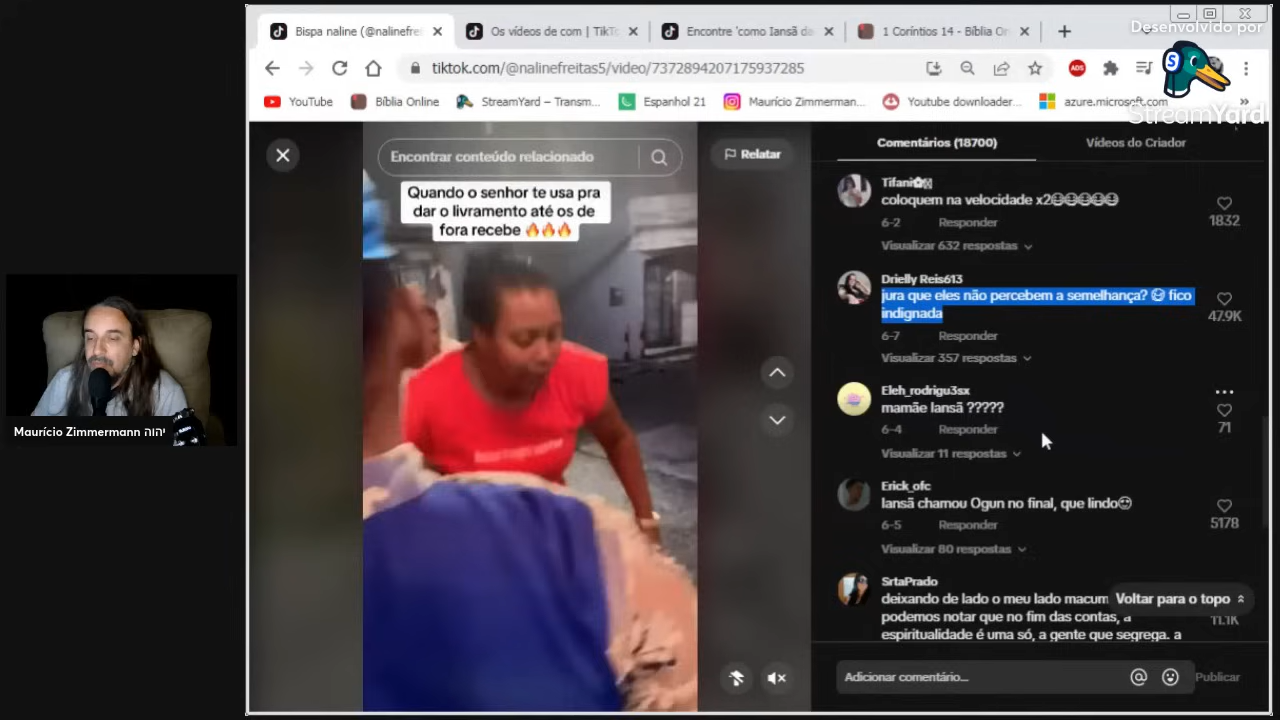 Bispa naline (@nalinefrei
Os vídeos de com | TikTo
Encontre 'como Iansã da
1 Coríntios 14 - Bíblia On
Desenvolvido por
StreamYard
tiktok.com/@nalinefreitas5/video/7372894207175937285
ADS
YouTube
Bíblia Online
StreamYard – Transm...
Espanhol 21
Maurício Zimmerman...
Youtube downloader...
azure.microsoft.com
Encontrar conteúdo relacionado
Relatar
Quando o senhor te usa pra
dar o livramento até os de
fora recebe 🔥🔥🔥
Comentários (18700)
Vídeos do Criador
coloquem na velocidade x2
6-2 Responder
1832
Visualizar 632 respostas
Drielly Reis613
jura que eles não percebem a semelhança? fico
indignada
47.9K
6-7 Responder
Visualizar 357 respostas
Eleh_rodrigu3sx
mamãe Iansã ?????
6-4 Responder
71
Visualizar 11 respostas
Erick_ofc
Iansã chamou Ogun no final, que lindo
6-5 Responder
5178
Visualizar 80 respostas
SrtaPrado
deixando de lado o meu lado macum
podemos notar que no fim das contas, a
espiritualidade é uma só, a gente que segrega. a
11.1K
Voltar para o topo
Adicionar comentário...
Publicar
Maurício Zimmermann יהוה